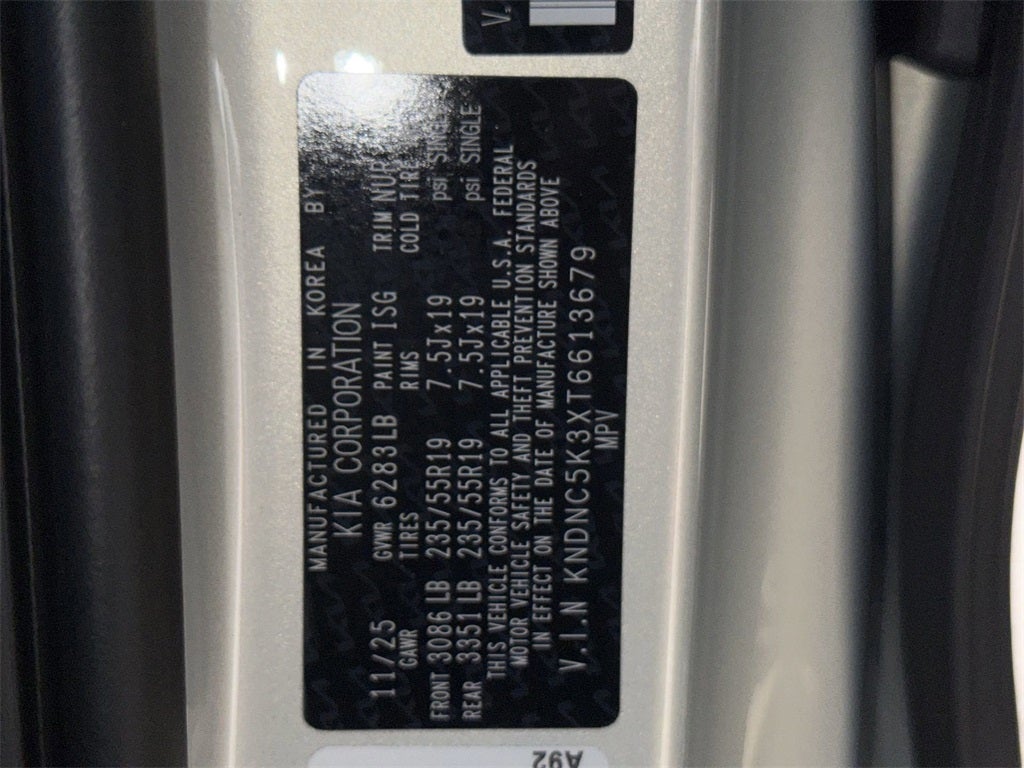 MANUFACTURED IN KOREA BY
KIA CORPORATION
11/25 GVWR 6283LB PAINT ISG TRIM
GAWR TIRES RIMS COLD TIRE
FRONT 3086 LB 235/55R19 7.5Jx19 psi SINGLE
REAR 3351 LB 235/55R19 7.5Jx19 psi SINGLE
THIS VEHICLE CONFORMS TO ALL APPLICABLE U.S.A. FEDERAL
MOTOR VEHICLE SAFETY AND THEFT PREVENTION STANDARDS
IN EFFECT ON THE DATE OF MANUFACTURE SHOWN ABOVE
V.I.N KNDNC5K3XT6613679
MPV
A92
V.